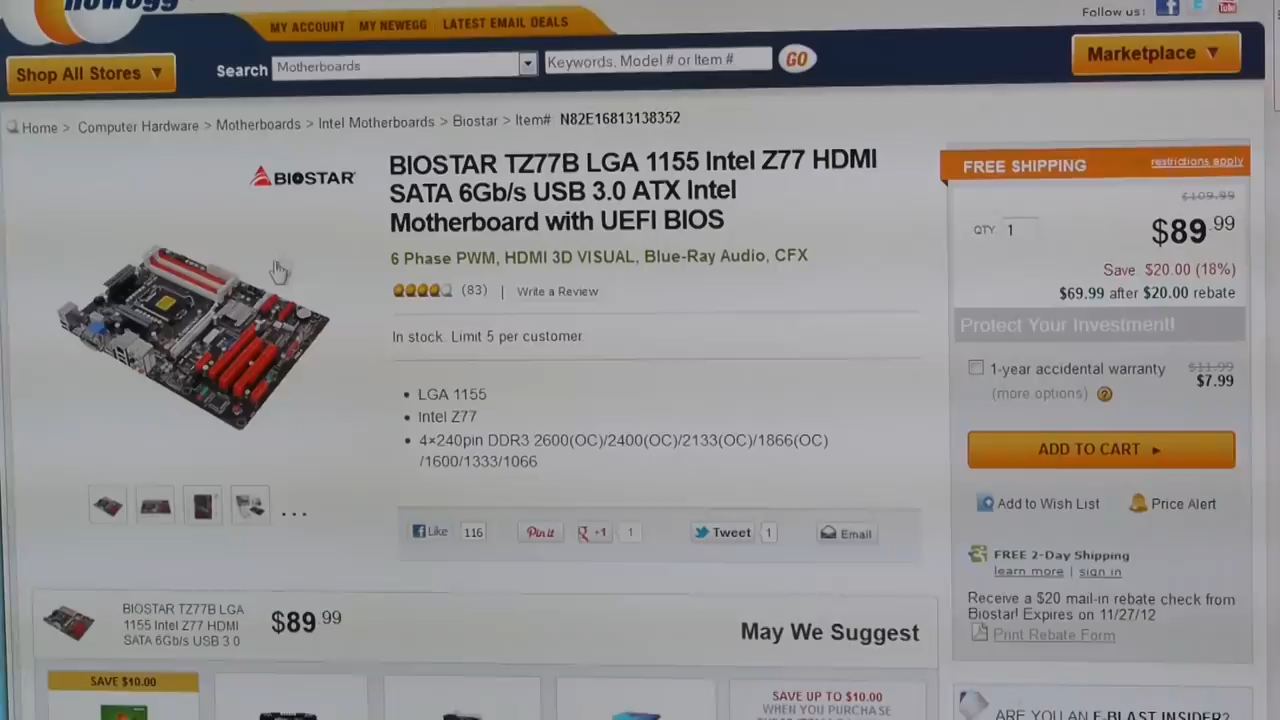 newegg
MY ACCOUNT MY NEWEGG LATEST EMAIL DEALS
Follow us:
Shop All Stores ▼
Search Motherboards
Keywords, Model # or Item #
GO
Marketplace ▼
Home > Computer Hardware > Motherboards > Intel Motherboards > Biostar > Item# N82E16813138352
BIOSTAR
BIOSTAR TZ77B LGA 1155 Intel Z77 HDMI
SATA 6Gb/s USB 3.0 ATX Intel
Motherboard with UEFI BIOS
6 Phase PWM, HDMI 3D VISUAL, Blue-Ray Audio, CFX
(83) | Write a Review
In stock. Limit 5 per customer
• LGA 1155
• Intel Z77
• 4×240pin DDR3 2600(OC)/2400(OC)/2133(OC)/1866(OC)
/1600/1333/1066
...
Like 116
Pin it
+1 1
Tweet 1
Email
FREE SHIPPING restrictions apply
$109.99
QTY 1
$89.99
Save $20.00 (18%)
$69.99 after $20.00 rebate
Protect Your Investment!
1-year accidental warranty $11.99
$7.99
(more options) ?
ADD TO CART ►
Add to Wish List
Price Alert
FREE 2-Day Shipping
learn more | sign in
Receive a $20 mail-in rebate check from
Biostar! Expires on 11/27/12
Print Rebate Form
BIOSTAR TZ77B LGA
1155 Intel Z77 HDMI
SATA 6Gb/s USB 3.0
$89.99
May We Suggest
SAVE $10.00
SAVE UP TO $10.00
WHEN YOU PURCHASE
ARE YOU AN E-BLAST INSIDER?